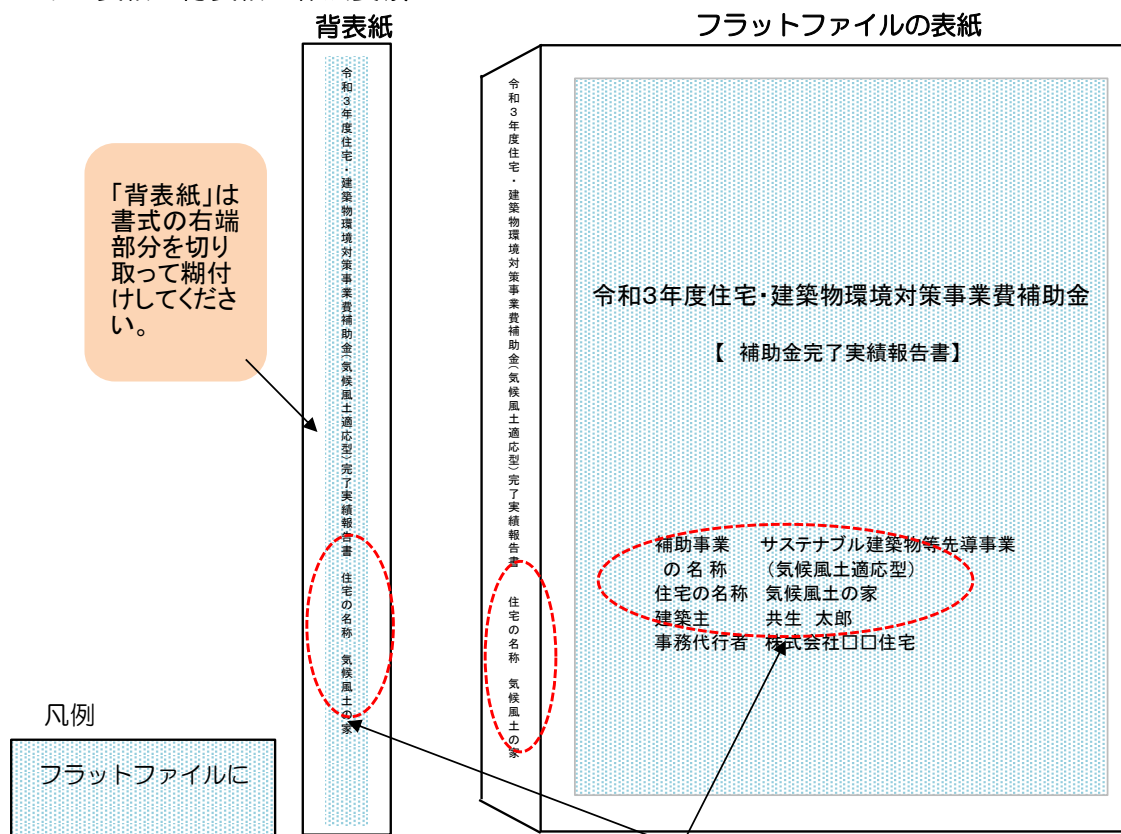 背表紙
フラットファイルの表紙
令和3年度住宅・建築物環境対策事業費補助金(気候風土適応型)完了実績報告書　住宅の名称　気候風土の家
令和3年度住宅・建築物環境対策事業費補助金(気候風土適応型)完了実績報告書　住宅の名称　気候風土の家
「背表紙」は
書式の右端
部分を切り
取って糊付
けしてくださ
い。
令和3年度住宅・建築物環境対策事業費補助金
【 補助金完了実績報告書】
補助事業　サステナブル建築物等先導事業
の 名 称　（気候風土適応型）
住宅の名称　気候風土の家
建築主　共生 太郎
事務代行者　株式会社□□住宅
凡例
フラットファイルに